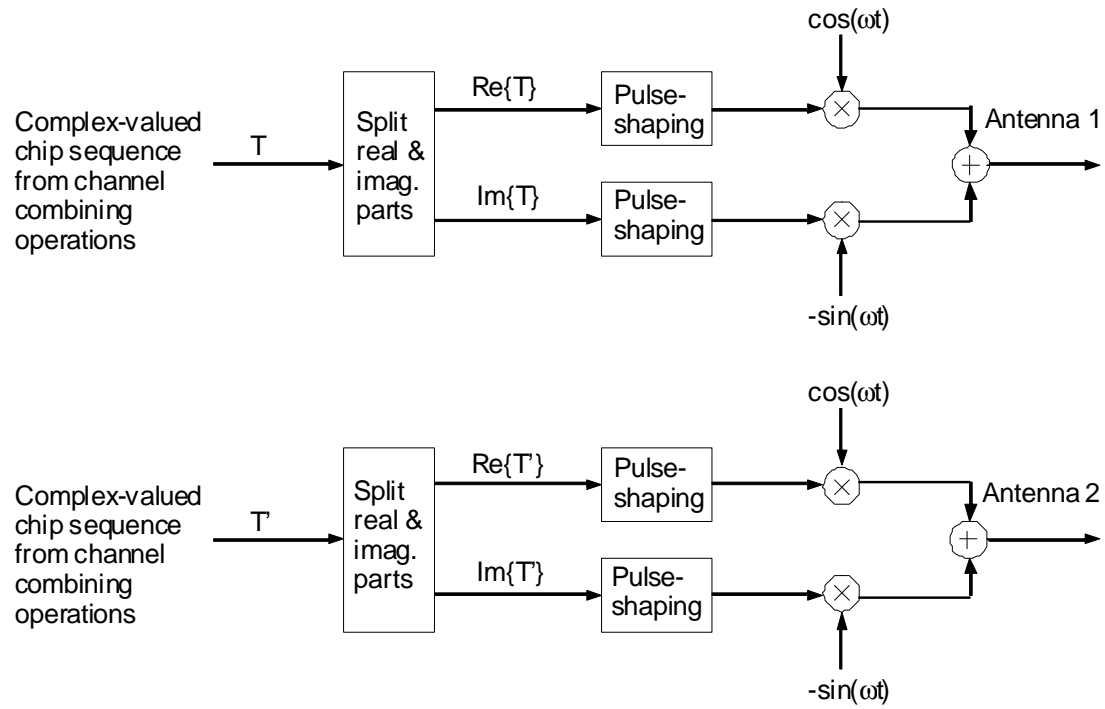 cos(ωt)
Complex-valued
chip sequence
from channel
combining
operations
T
Split
real &
imag.
parts
Re{T}
Im{T}
Pulse-
shaping
Pulse-
shaping
×
×
-sin(ωt)
+
Antenna 1
cos(ωt)
Complex-valued
chip sequence
from channel
combining
operations
T'
Split
real &
imag.
parts
Re{T'}
Im{T'}
Pulse-
shaping
Pulse-
shaping
×
×
-sin(ωt)
+
Antenna 2